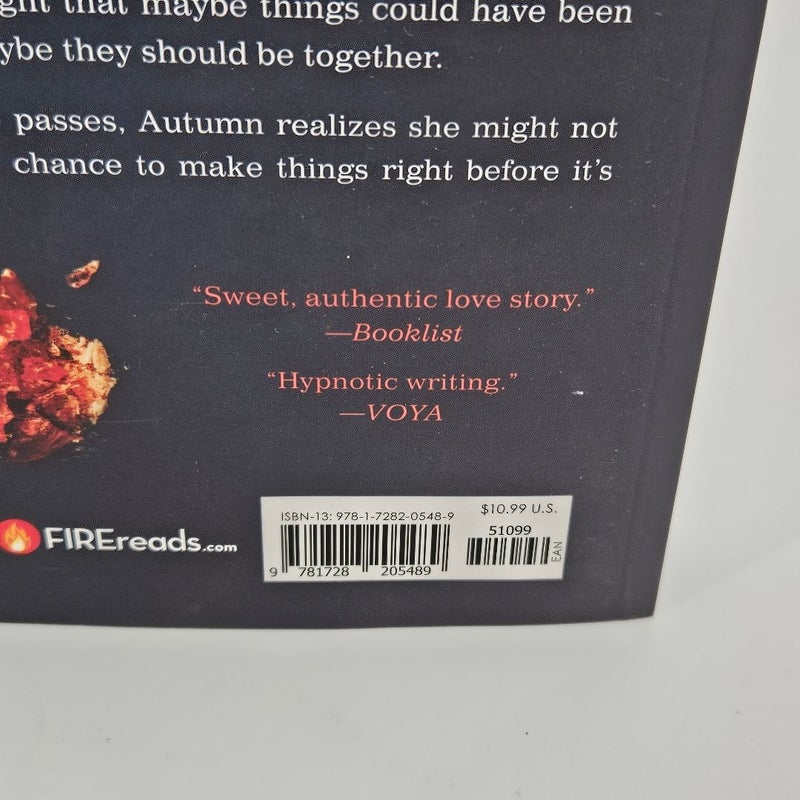 ght that maybe things could have been
ybe they should be together.
passes, Autumn realizes she might not
chance to make things right before it's
“Sweet, authentic love story.”
—Booklist
“Hypnotic writing.”
—VOYA
FIREreads.com
ISBN-13: 978-1-7282-0548-9
$10.99 U.S.
51099
EAN
9 781728 205489